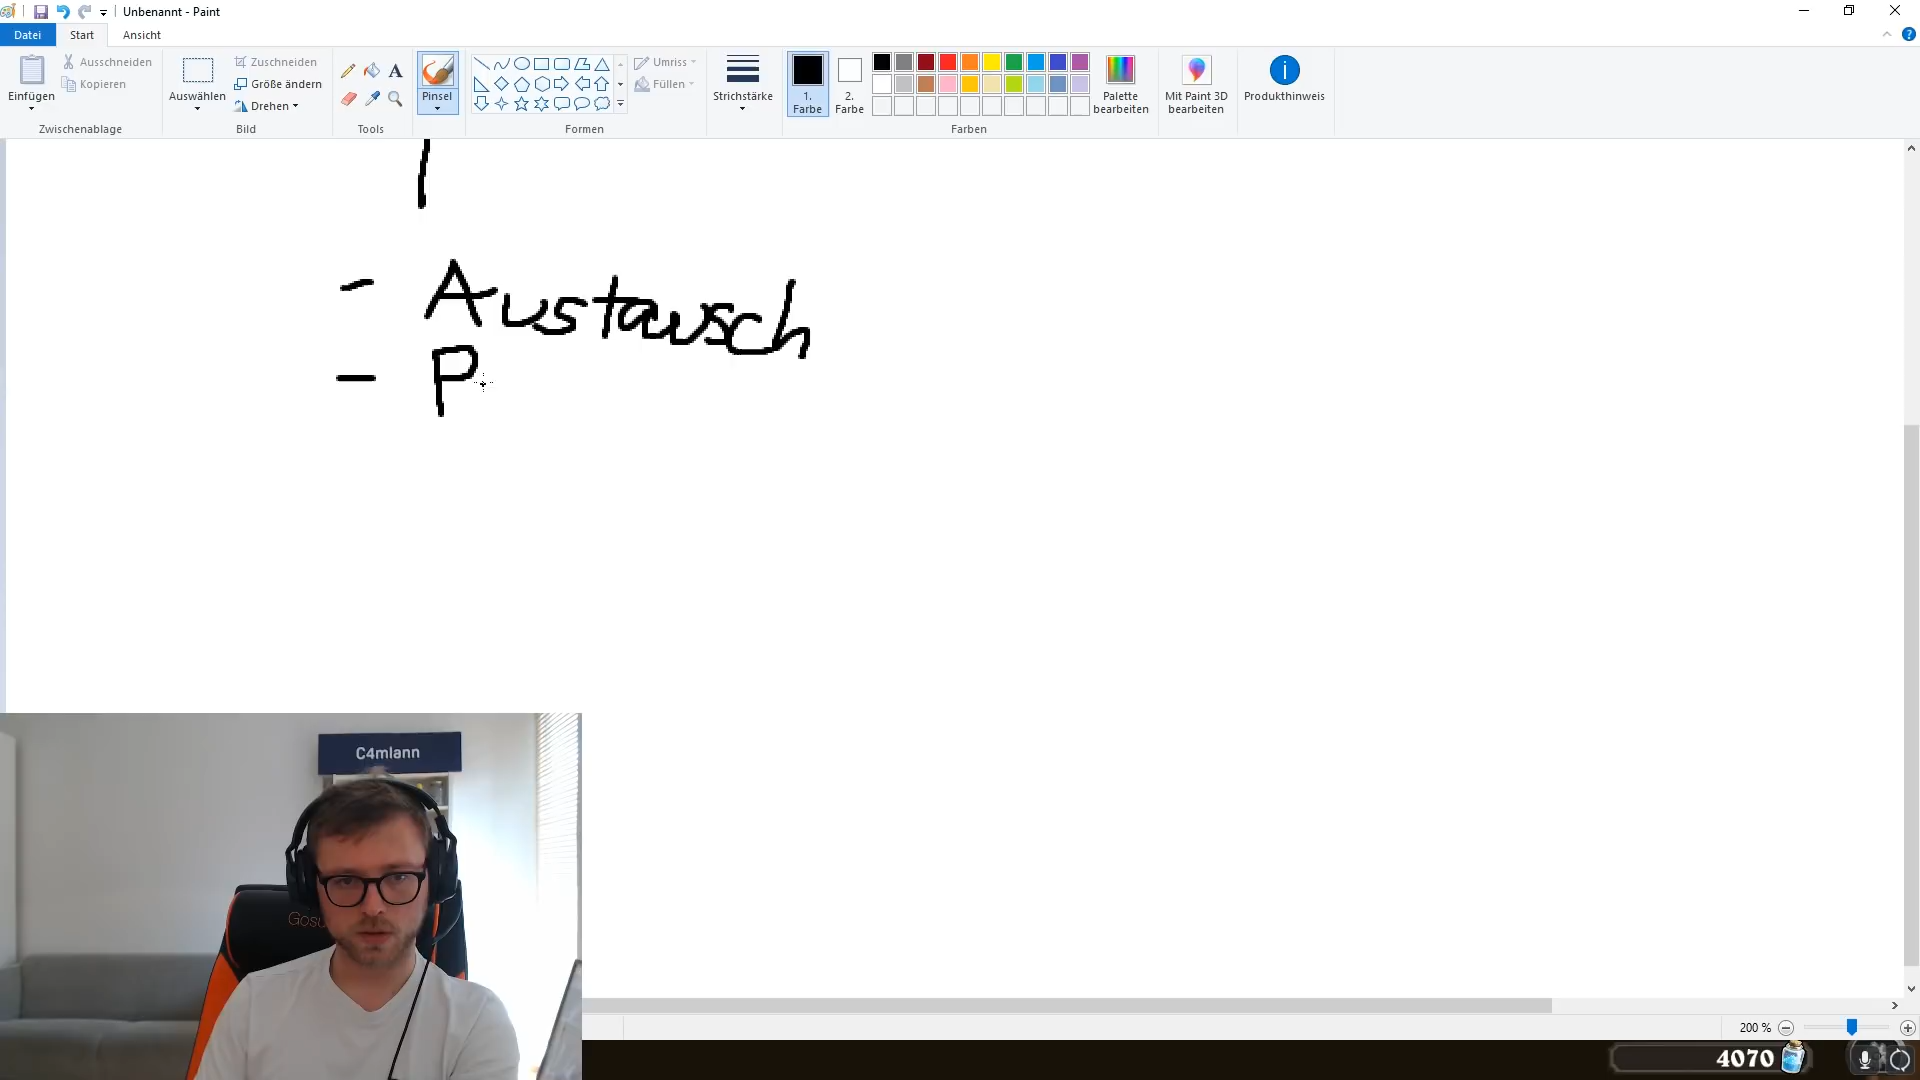 Unbenannt - Paint
Datei Start Ansicht
Einfügen
Ausschneiden
Kopieren
Zwischenablage
Auswählen
Zuschneiden
Größe ändern
Drehen
Bild
A
Tools
Pinsel
Umriss
Füllen
Formen
Strichstärke
1. Farbe
2. Farbe
Palette bearbeiten
Farben
Mit Paint 3D bearbeiten
Produkthinweis
- Austausch
- P
C4mlann
200 %
4070